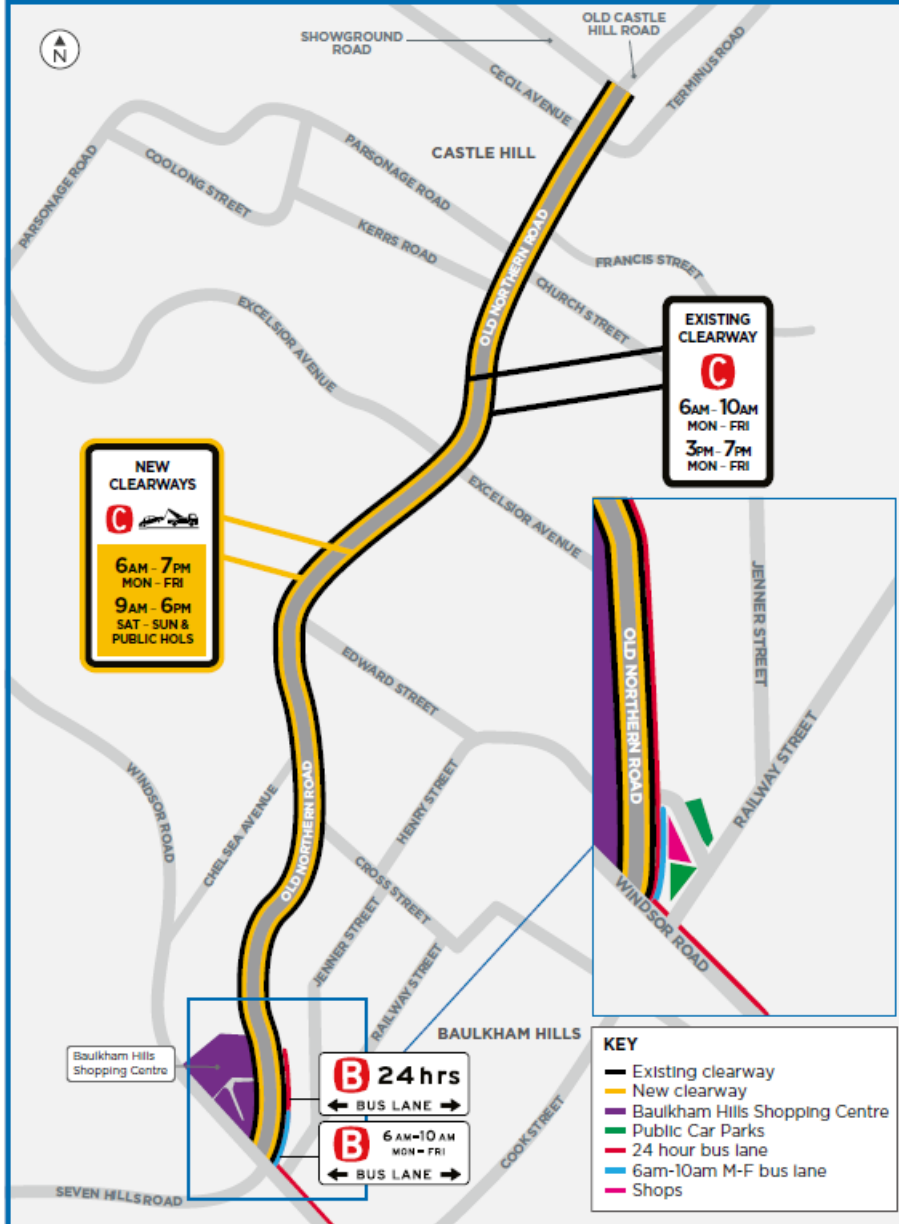 N
SHOWGROUND
ROAD
OLD CASTLE
HILL ROAD
CECIL AVENUE
TERMINUS ROAD
CASTLE HILL
PARSONAGE ROAD
COOLONG STREET
PARSONAGE ROAD
KERRS ROAD
OLD NORTHERN ROAD
FRANCIS STREET
CHURCH STREET
EXCELSIOR AVENUE
EXISTING
CLEARWAY
C
6AM - 10AM
MON - FRI
3PM - 7PM
MON - FRI
NEW
CLEARWAYS
C
6AM - 7PM
MON - FRI
9AM - 6PM
SAT - SUN &
PUBLIC HOLS
EXCELSIOR AVENUE
EDWARD STREET
WINDSOR ROAD
CHELSEA AVENUE
OLD NORTHERN ROAD
HENRY STREET
CROSS STREET
JENNER STREET
RAILWAY STREET
JENNER STREET
OLD NORTHERN ROAD
RAILWAY STREET
WINDSOR ROAD
BAULKHAM HILLS
Baulkham Hills
Shopping Centre
B 24hrs
BUS LANE
B 6AM-10AM
MON - FRI
BUS LANE
COOK STREET
SEVEN HILLS ROAD
KEY
Existing clearway
New clearway
Baulkham Hills Shopping Centre
Public Car Parks
24 hour bus lane
6am-10am M-F bus lane
Shops